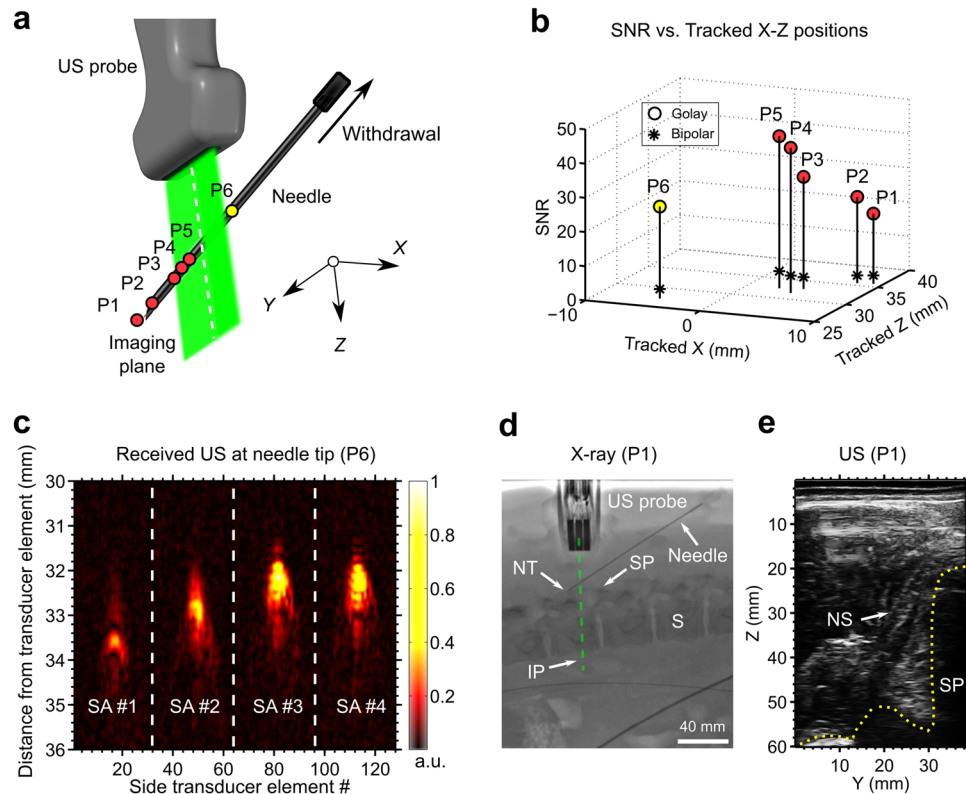 a
US probe
Withdrawal
P6
Needle
P5
P4
P3
P2
P1
Imaging
plane
X
Y
Z
b
SNR vs. Tracked X-Z positions
Golay
Bipolar
P5
P4
P3
P2
P1
P6
SNR
50
40
30
20
10
0
−10
0
10
Tracked X (mm)
25
30
35
40
Tracked Z (mm)
c
Received US at needle tip (P6)
Distance from transducer element (mm)
30
31
32
33
34
35
36
SA #1
SA #2
SA #3
SA #4
20
40
60
80
100
120
Side transducer element #
1
0.8
0.6
0.4
0.2
a.u.
d
X-ray (P1)
US probe
Needle
NT
SP
S
IP
40 mm
e
US (P1)
Z (mm)
10
20
30
40
50
60
NS
SP
0
10
20
30
Y (mm)